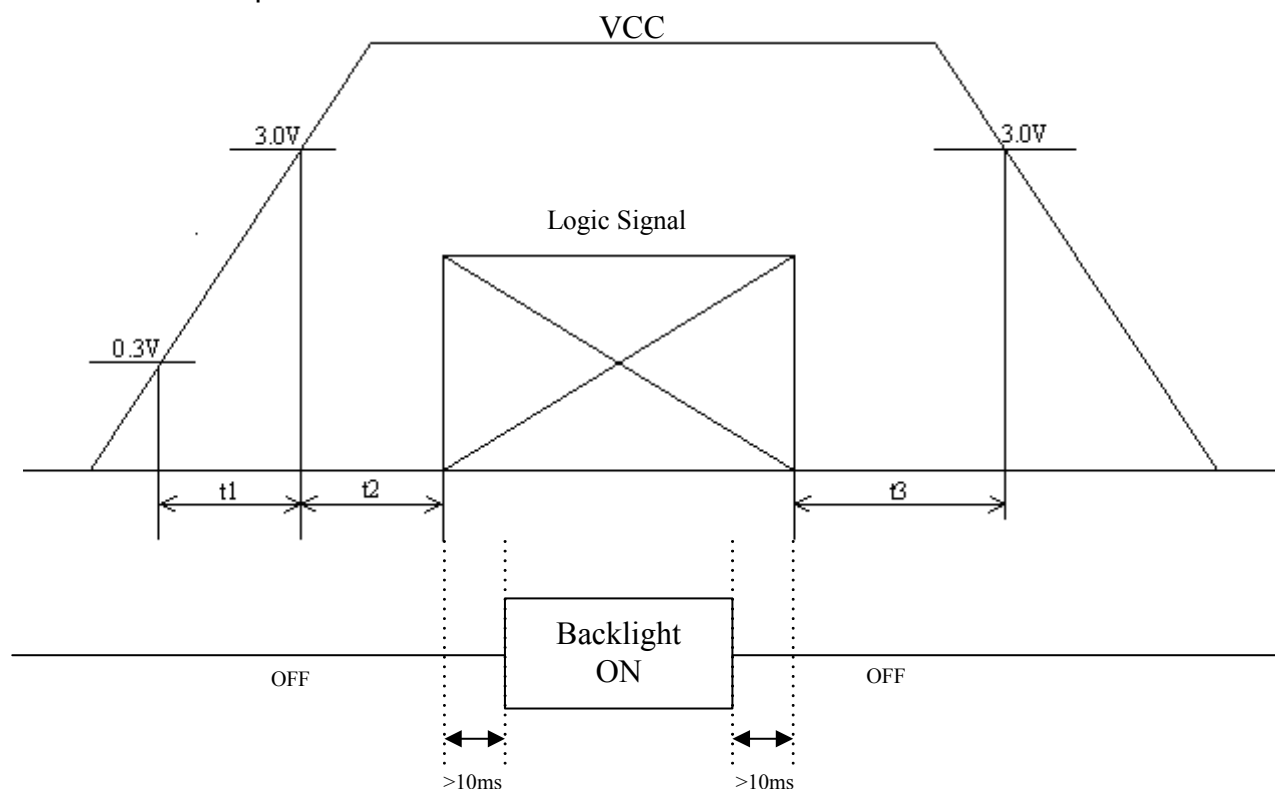 VCC
3.0V
3.0V
Logic Signal
0.3V
t1
t2
t3
Backlight
ON
OFF
OFF
>10ms
>10ms